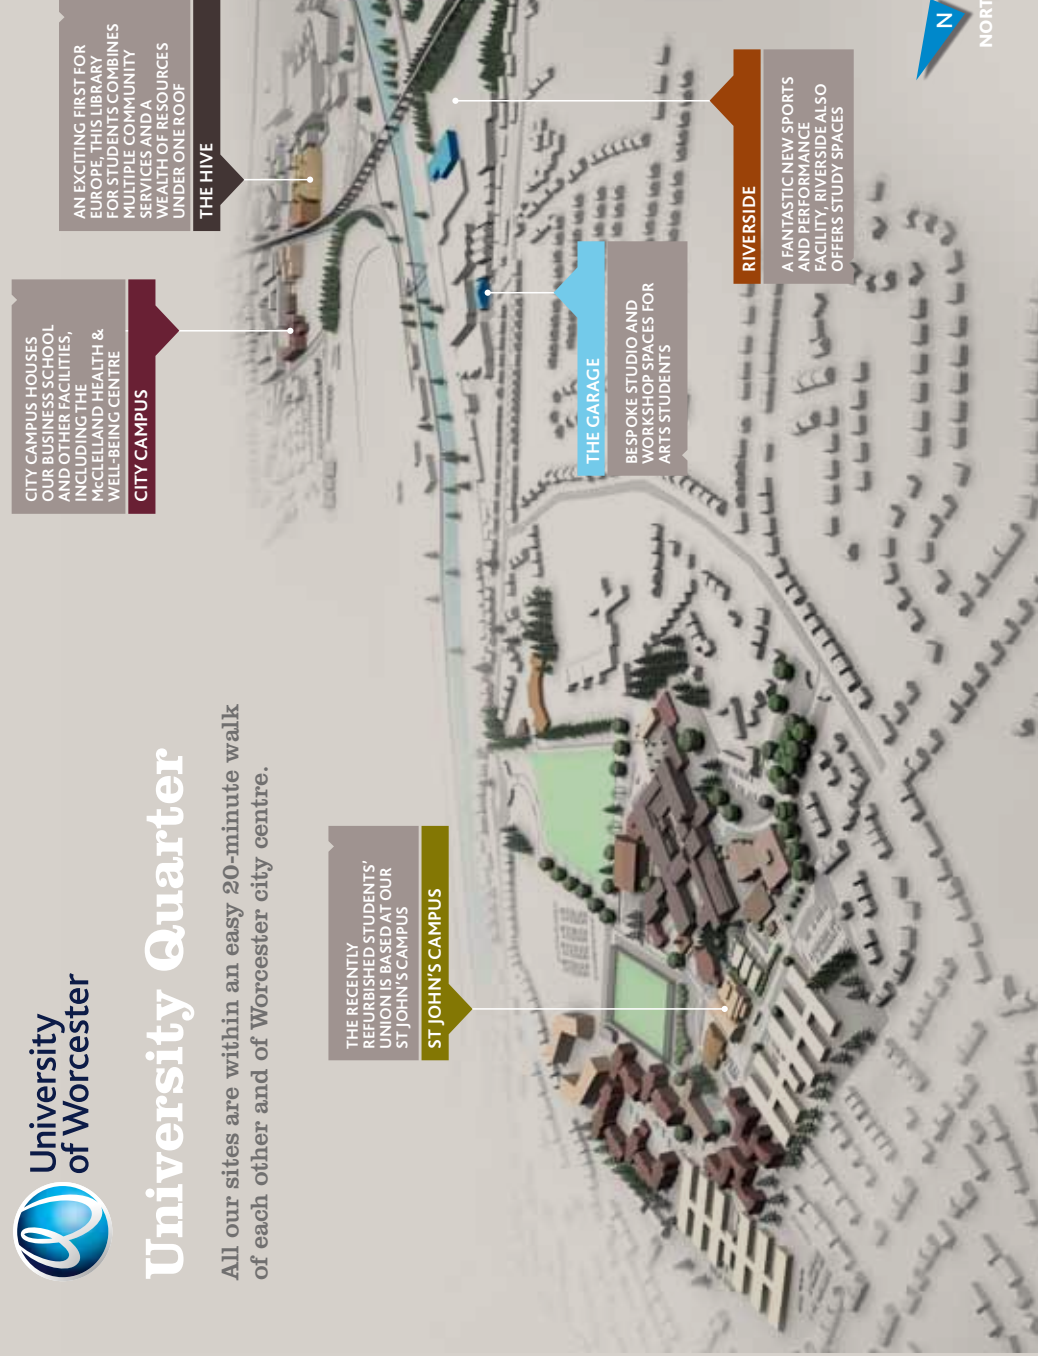 University
of Worcester
University Quarter
All our sites are within an easy 20-minute walk
of each other and of Worcester city centre.
CITY CAMPUS HOUSES
OUR BUSINESS SCHOOL
AND OTHER FACILITIES,
INCLUDING THE
McCLELLAND HEALTH &
WELL-BEING CENTRE
CITY CAMPUS
AN EXCITING FIRST FOR
EUROPE, THIS LIBRARY
FOR STUDENTS COMBINES
MULTIPLE COMMUNITY
SERVICES AND A
WEALTH OF RESOURCES
UNDER ONE ROOF
THE HIVE
THE RECENTLY
REFURBISHED STUDENTS'
UNION IS BASED AT OUR
ST JOHN'S CAMPUS
ST JOHN'S CAMPUS
THE GARAGE
BESPOKE STUDIO AND
WORKSHOP SPACES FOR
ARTS STUDENTS
RIVERSIDE
A FANTASTIC NEW SPORTS
AND PERFORMANCE
FACILITY, RIVERSIDE ALSO
OFFERS STUDY SPACES
N
NORT